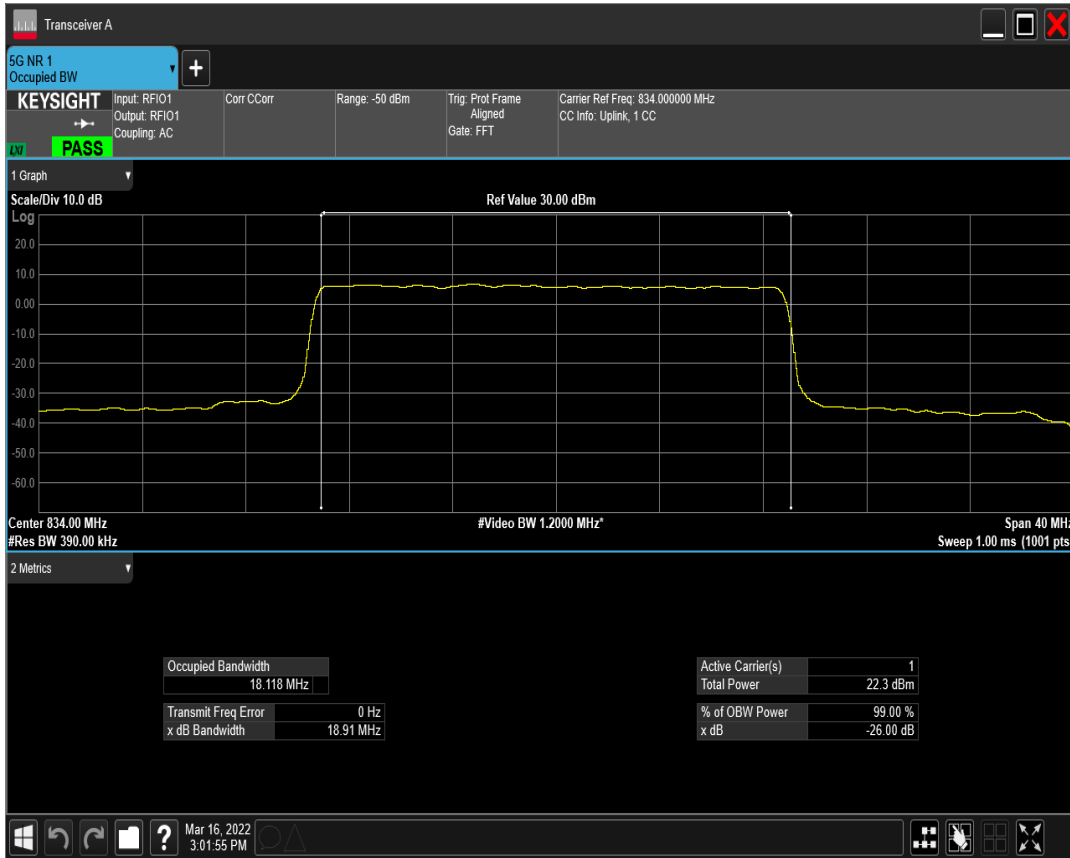 Transceiver A
5G NR 1
Occupied BW
KEYSIGHT
LXI
PASS
Input: RFIO1
Output: RFIO1
Coupling: AC
Corr CCorr
Range: -50 dBm
Trig: Prot Frame
Aligned
Gate: FFT
Carrier Ref Freq: 834.000000 MHz
CC Info: Uplink, 1 CC
1 Graph
Scale/Div 10.0 dB
Ref Value 30.00 dBm
Log
20.0
10.0
0.00
-10.0
-20.0
-30.0
-40.0
-50.0
-60.0
Center 834.00 MHz
#Video BW 1.2000 MHz*
Span 40 MHz
#Res BW 390.00 kHz
Sweep 1.00 ms (1001 pts
2 Metrics
Occupied Bandwidth
18.118 MHz
Transmit Freq Error 0 Hz
x dB Bandwidth 18.91 MHz
Active Carrier(s) 1
Total Power 22.3 dBm
% of OBW Power 99.00 %
x dB -26.00 dB
?
Mar 16, 2022
3:01:55 PM